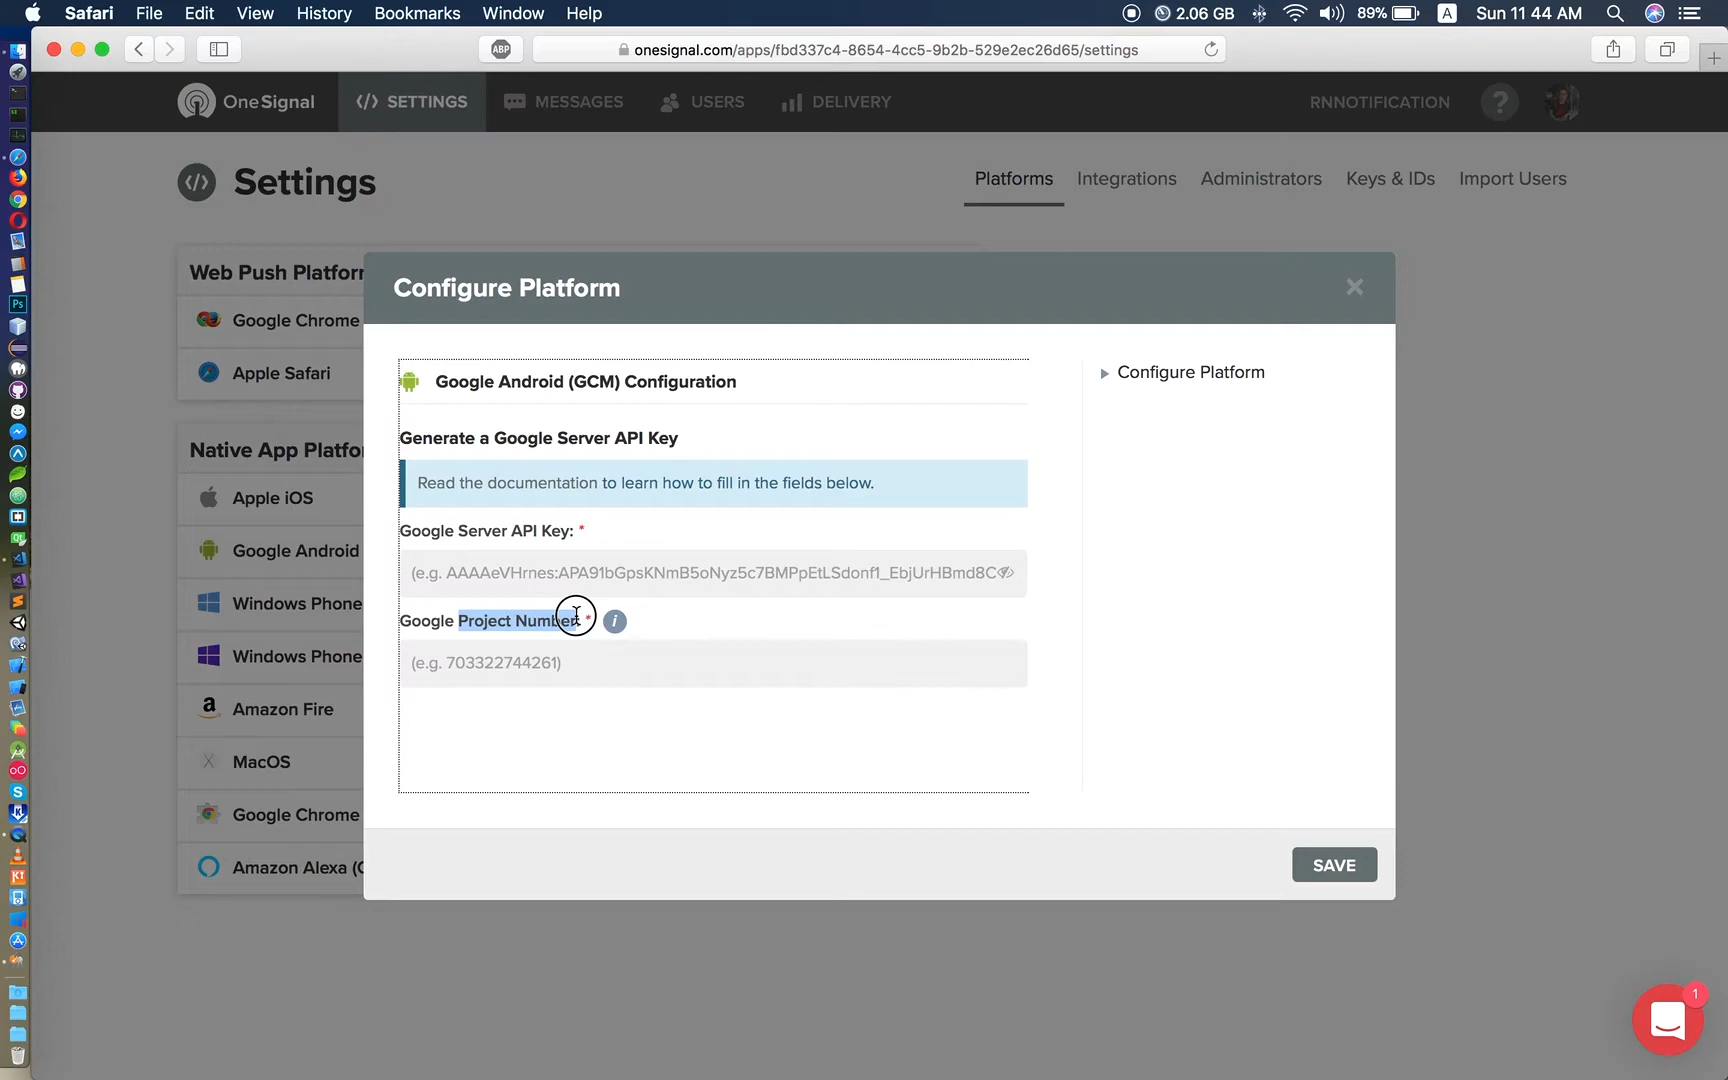 Safari File Edit View History Bookmarks Window Help 2.06 GB 89% A Sun 11 44 AM
ABP onesignal.com/apps/fbd337c4-8654-4cc5-9b2b-529e2ec26d65/settings
OneSignal </> SETTINGS MESSAGES USERS DELIVERY RNNOTIFICATION ?
</> Settings Platforms Integrations Administrators Keys & IDs Import Users
Web Push Platforr
Google Chrome
Apple Safari
Native App Platfo
Apple iOS
Google Android
Windows Phone
Windows Phone
Amazon Fire
MacOS
Google Chrome
Amazon Alexa (C
Configure Platform ×
Google Android (GCM) Configuration
Generate a Google Server API Key
Read the documentation to learn how to fill in the fields below.
Google Server API Key: *
(e.g. AAAAeVHrnes:APA91bGpsKNmB5oNyz5c7BMPpEtLSdonf1_EbjUrHBmd8C
Google Project Number: * i
(e.g. 703322744261)
Configure Platform
SAVE
1
Ps